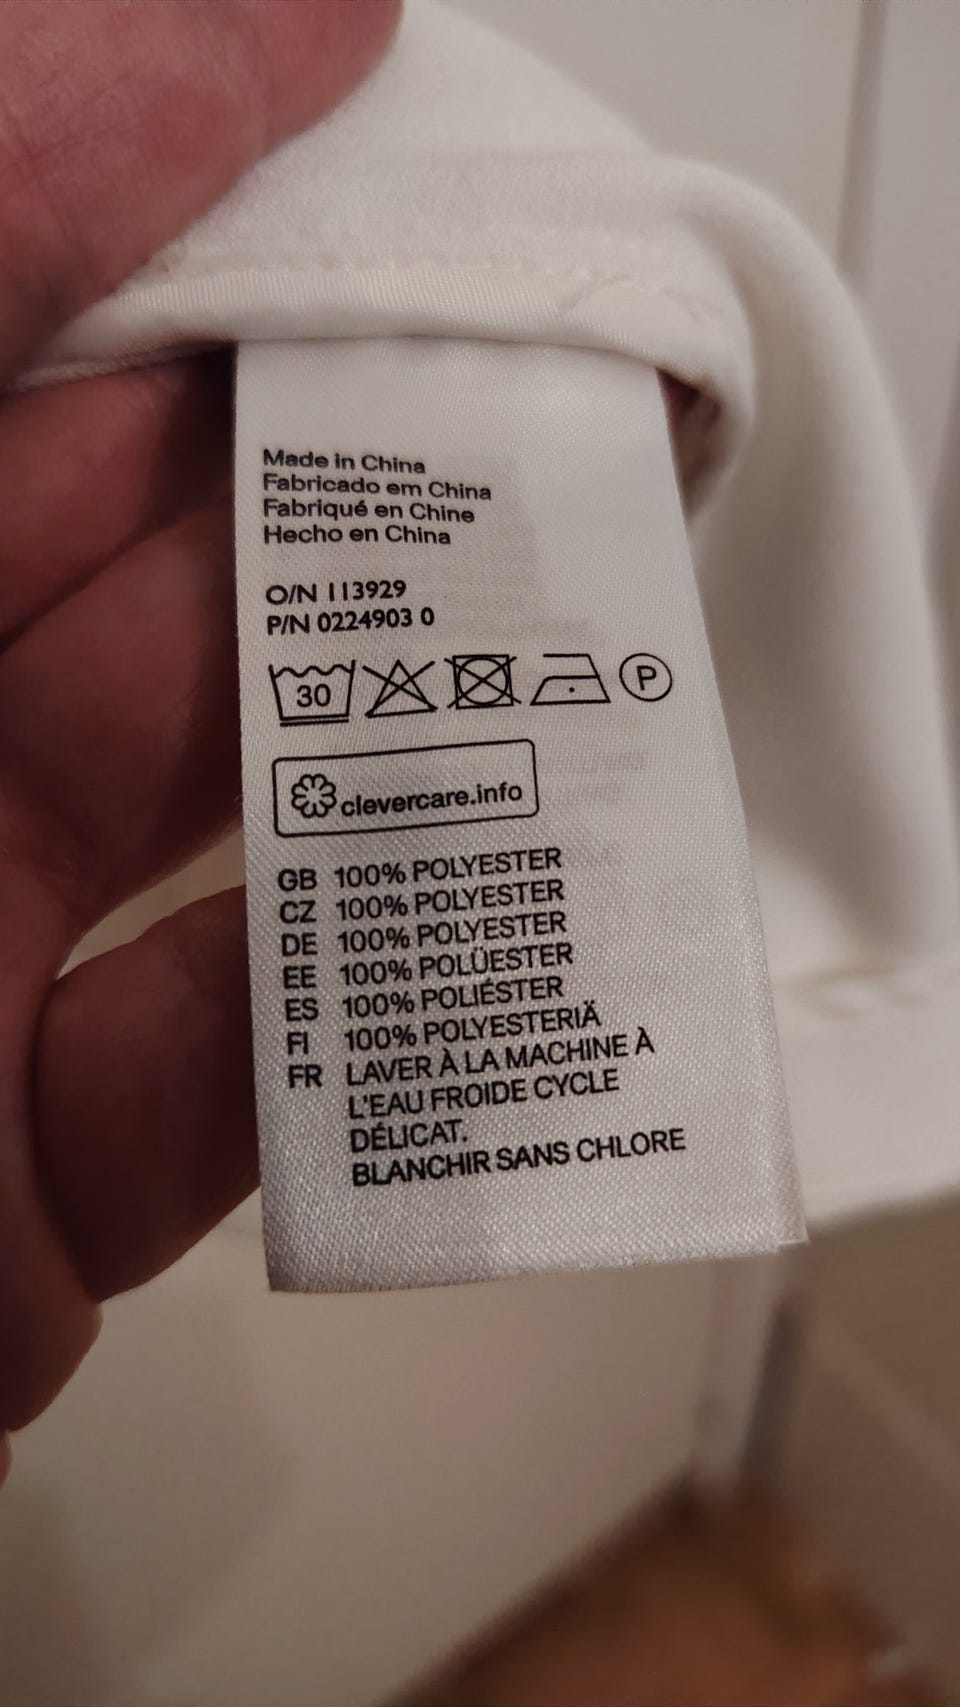 Made in China
Fabricado em China
Fabriqué en Chine
Hecho en China
O/N 113929
P/N 0224903 0
30 P
clevercare.info
GB 100% POLYESTER
CZ 100% POLYESTER
DE 100% POLYESTER
EE 100% POLÜESTER
ES 100% POLIÉSTER
FI 100% POLYESTERIÄ
FR LAVER À LA MACHINE À
L'EAU FROIDE CYCLE
DÉLICAT.
BLANCHIR SANS CHLORE